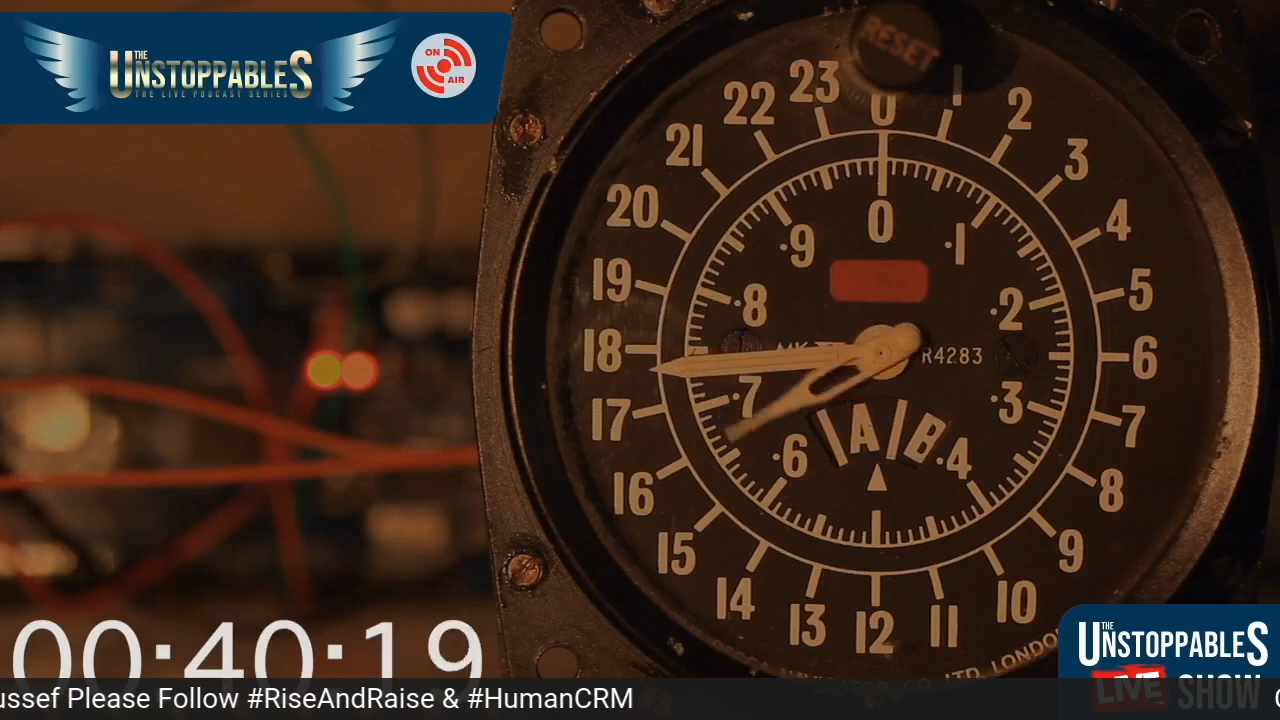 THE
UNSTOPPABLES
THE LIVE PODCAST SERIES
ON
AIR
RESET
0
1
2
3
4
5
6
7
8
9
10
11
12
13
14
15
16
17
18
19
20
21
22
23
0
.1
.2
.3
.4
.6
.7
.8
.9
R4283
A
B
LTD. LONDON
00:40:19
ussef Please Follow #RiseAndRaise & #HumanCRM
THE
UNSTOPPABLES
LIVE SHOW